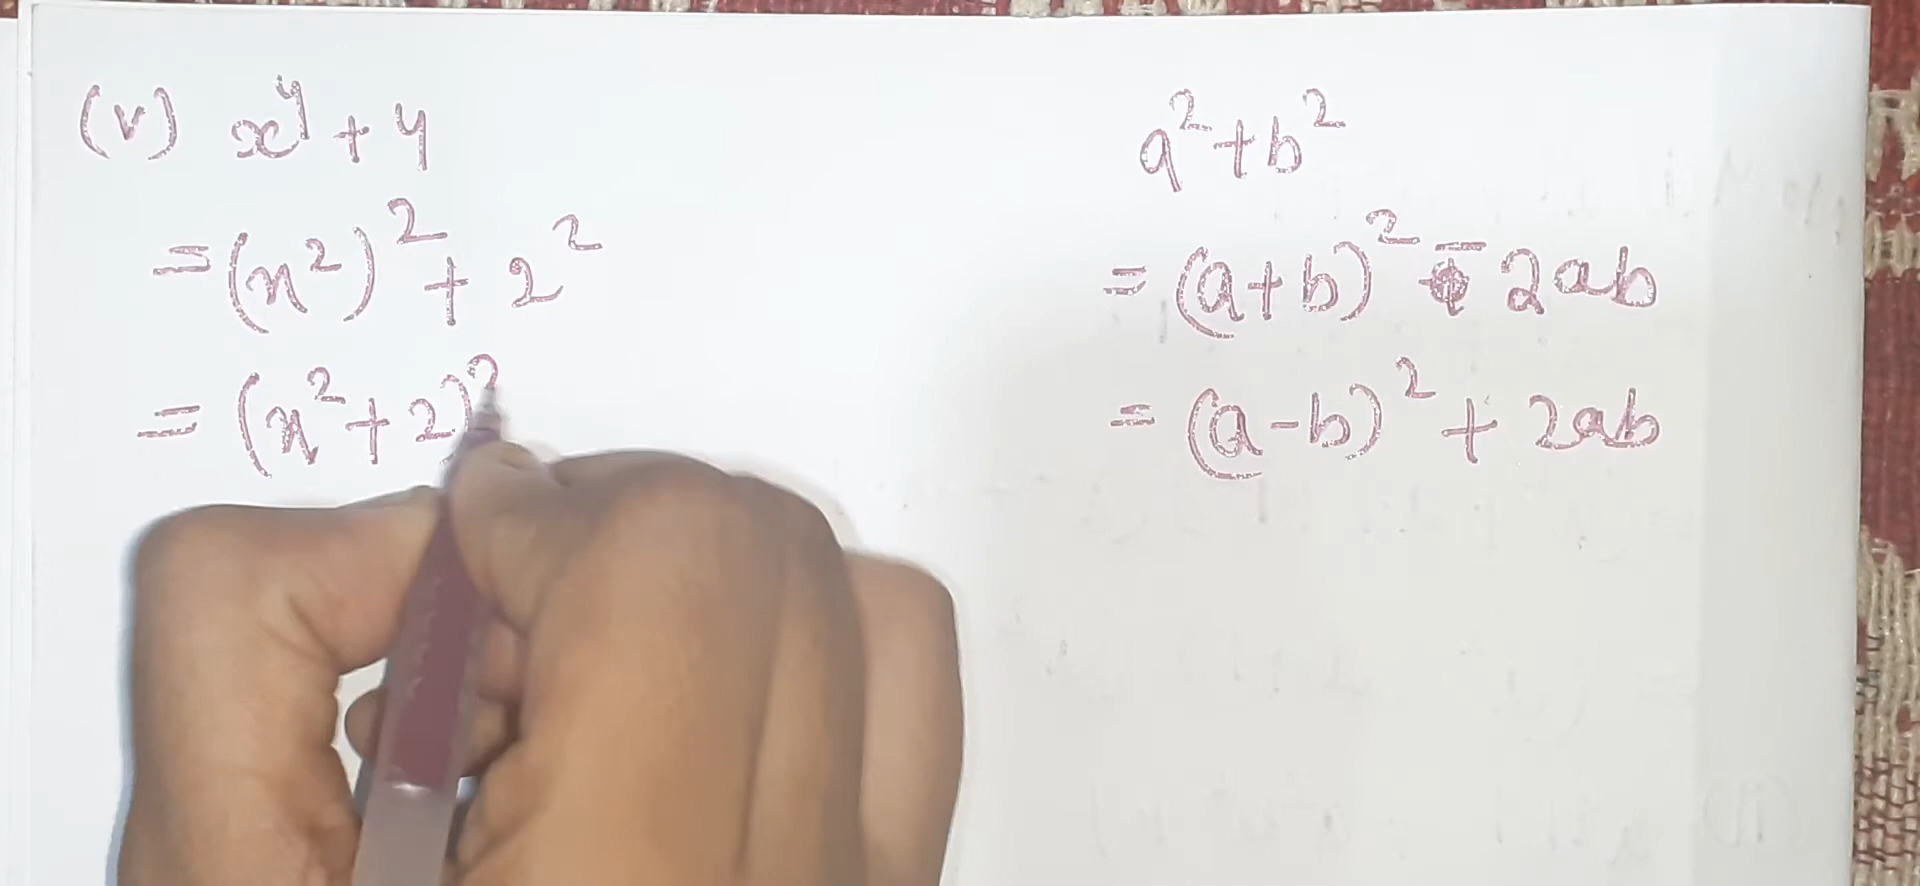 (v) x⁴ + 4
= (x²)² + 2²
= (x² + 2)²
a² + b²
= (a+b)² - 2ab
= (a-b)² + 2ab